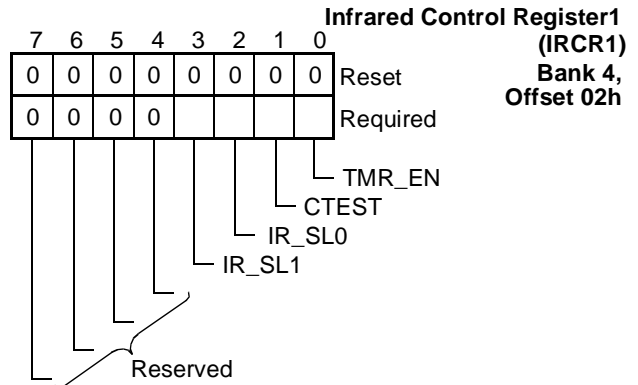 Infrared Control Register1
(IRCR1)
Bank 4,
Offset 02h
7 6 5 4 3 2 1 0
0 0 0 0 0 0 0 0 Reset
0 0 0 0 Required
TMR_EN
CTEST
IR_SL0
IR_SL1
Reserved